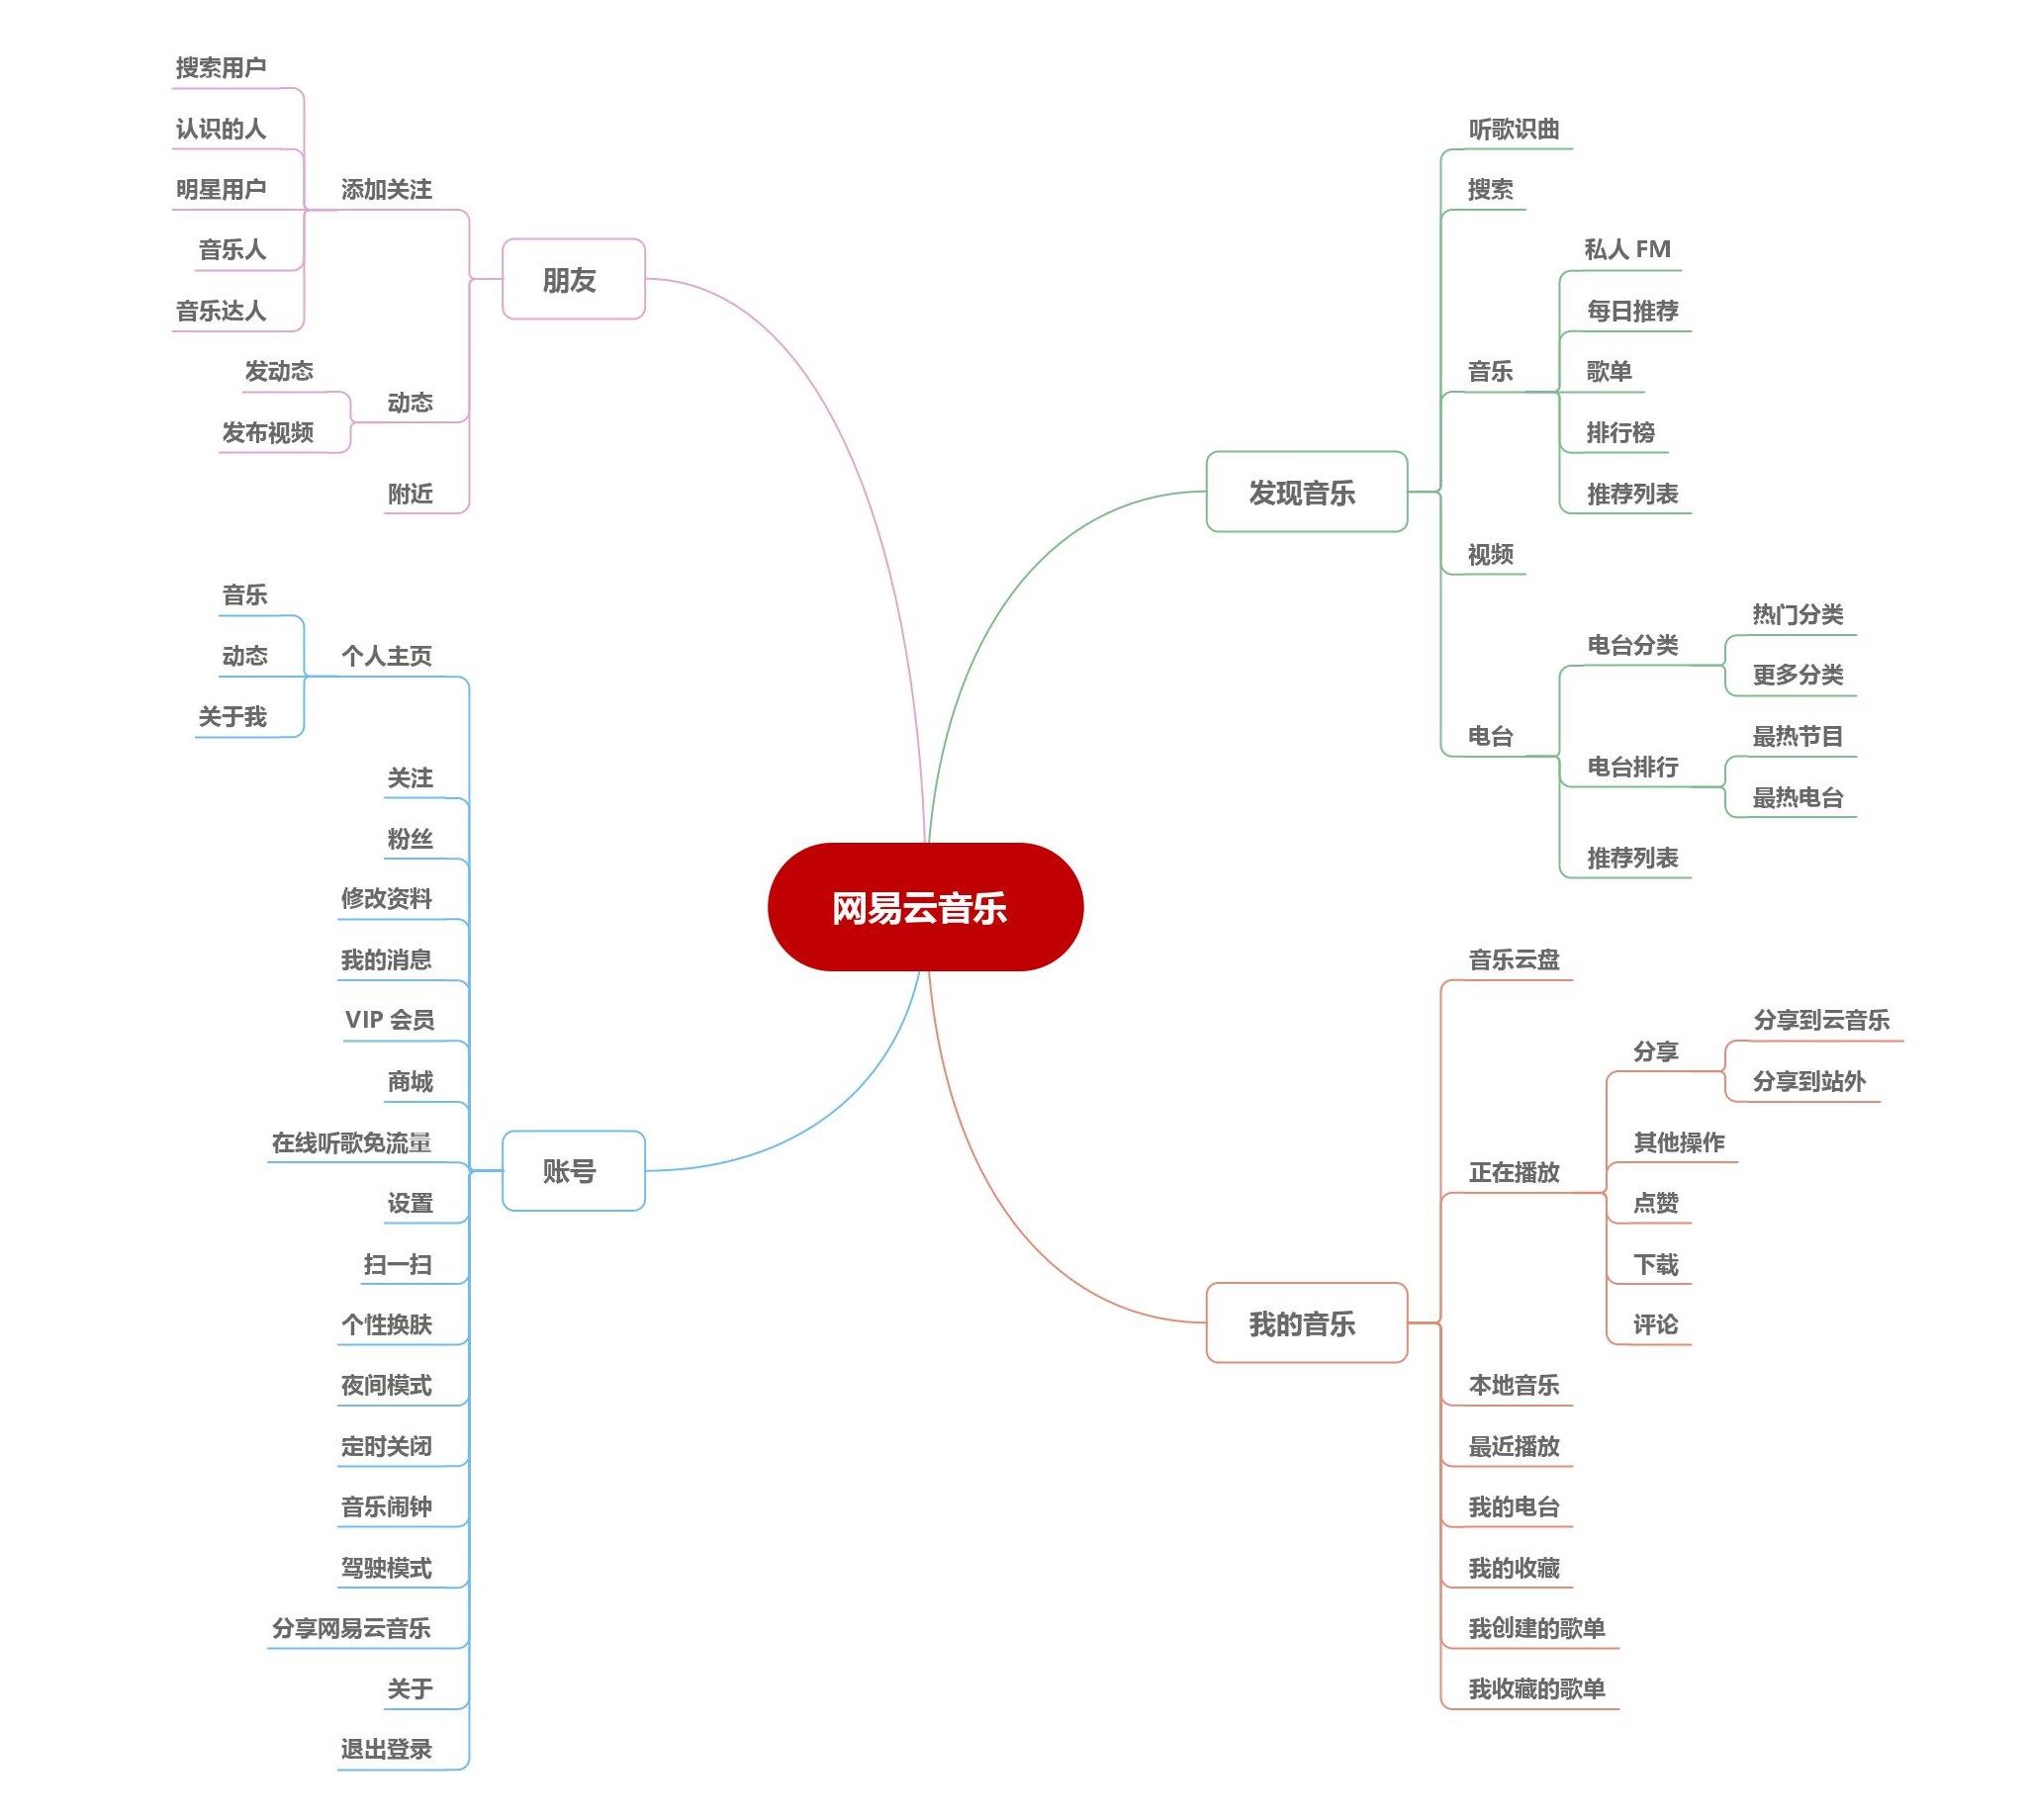 网易云音乐
发现音乐
听歌识曲
搜索
音乐
私人 FM
每日推荐
歌单
排行榜
推荐列表
视频
电台
电台分类
热门分类
更多分类
电台排行
最热节目
最热电台
推荐列表
我的音乐
音乐云盘
正在播放
分享
分享到云音乐
分享到站外
其他操作
点赞
下载
评论
本地音乐
最近播放
我的电台
我的收藏
我创建的歌单
我收藏的歌单
朋友
添加关注
搜索用户
认识的人
明星用户
音乐人
音乐达人
动态
发动态
发布视频
附近
账号
个人主页
音乐
动态
关于我
关注
粉丝
修改资料
我的消息
VIP 会员
商城
在线听歌免流量
设置
扫一扫
个性换肤
夜间模式
定时关闭
音乐闹钟
驾驶模式
分享网易云音乐
关于
退出登录